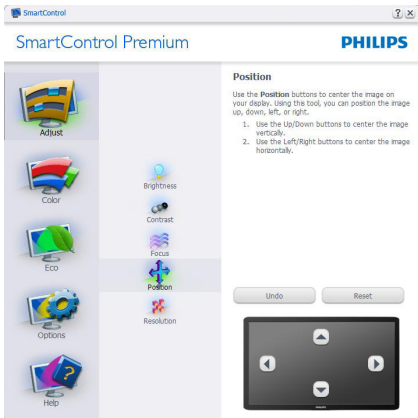 SmartControl
SmartControl Premium
PHILIPS
Adjust
Color
Eco
Options
Help
Brightness
Contrast
Focus
Position
Resolution
Position
Use the Position buttons to center the image on
your display. Using this tool, you can position the image
up, down, left, or right.
1. Use the Up/Down buttons to center the image
vertically.
2. Use the Left/Right buttons to center the image
horizontally.
Undo
Reset
PHILIPS